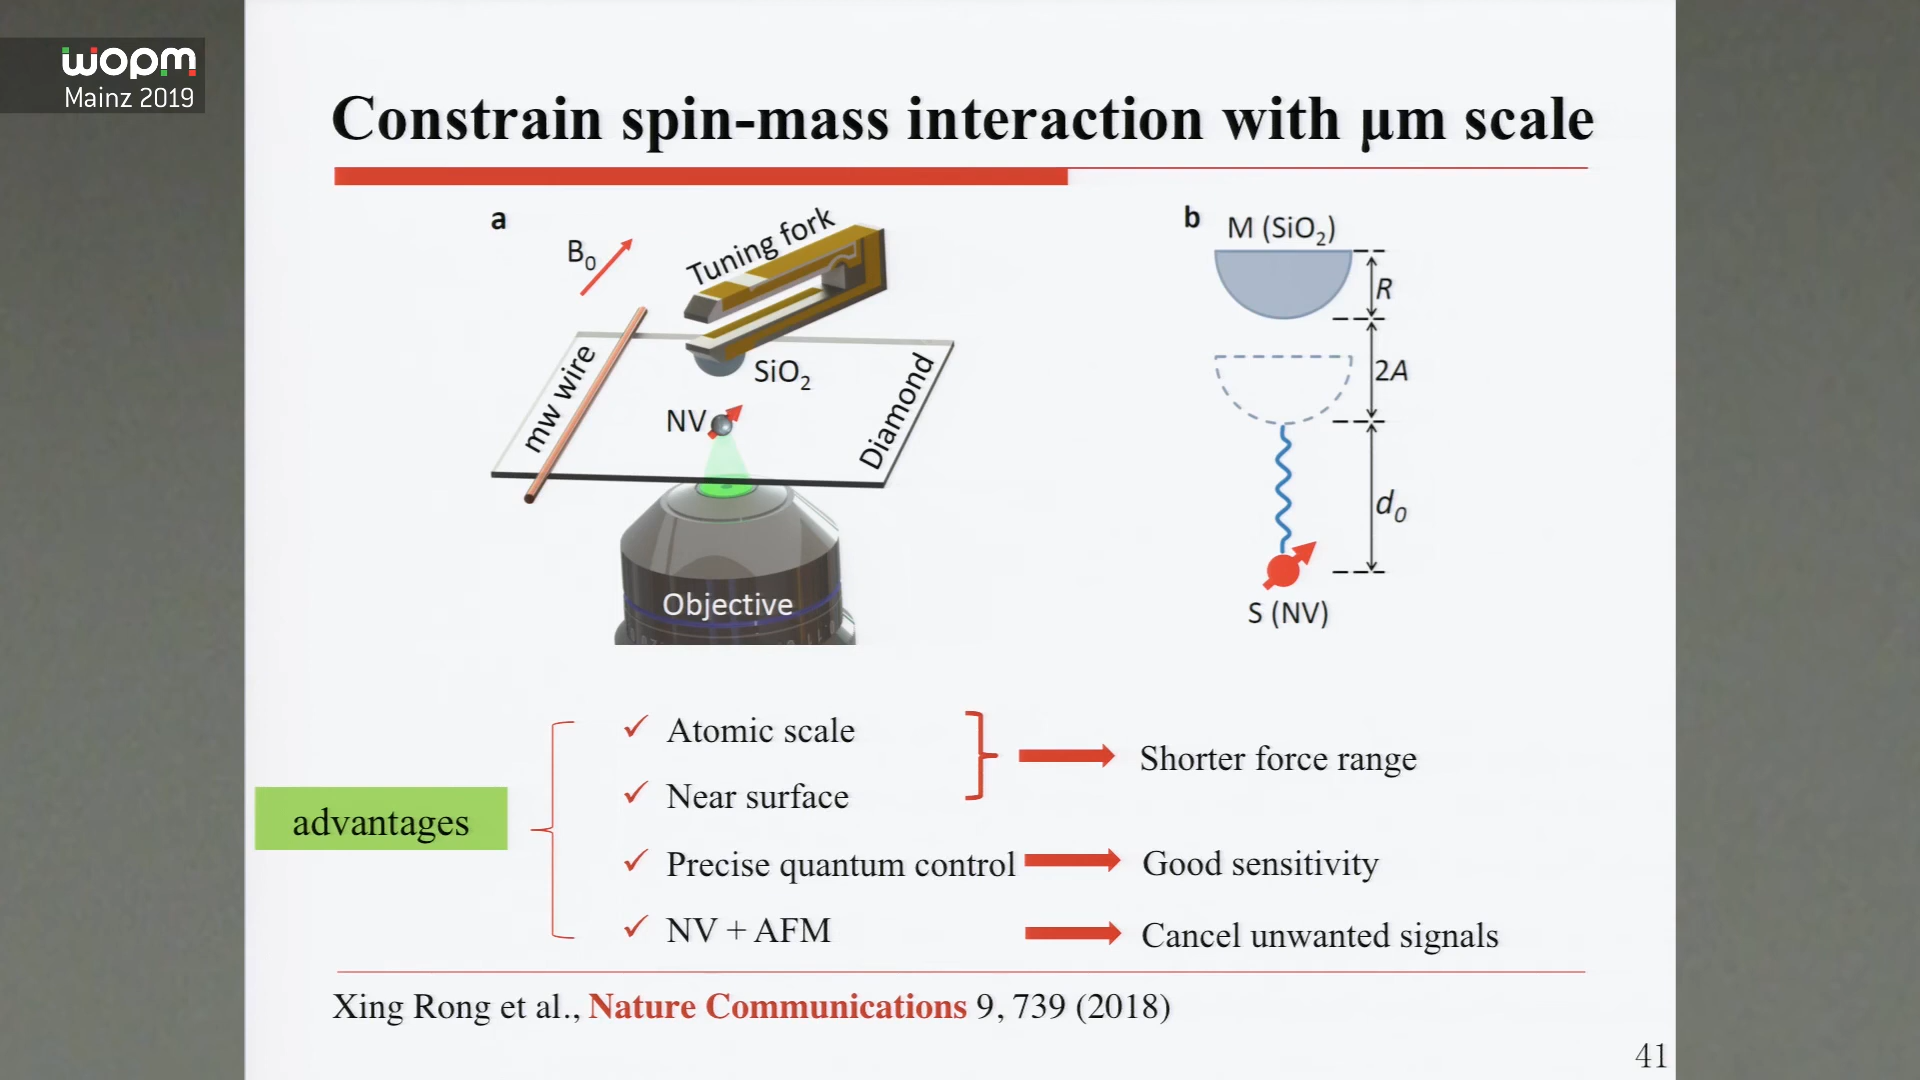 wopm
Mainz 2019
Constrain spin-mass interaction with μm scale
a
B₀
Tuning fork
mw wire
SiO₂
NV
Diamond
Objective
b
M (SiO₂)
R
2A
d₀
S (NV)
advantages
✓ Atomic scale
✓ Near surface
✓ Precise quantum control
✓ NV + AFM
Shorter force range
Good sensitivity
Cancel unwanted signals
Xing Rong et al., Nature Communications 9, 739 (2018)
41